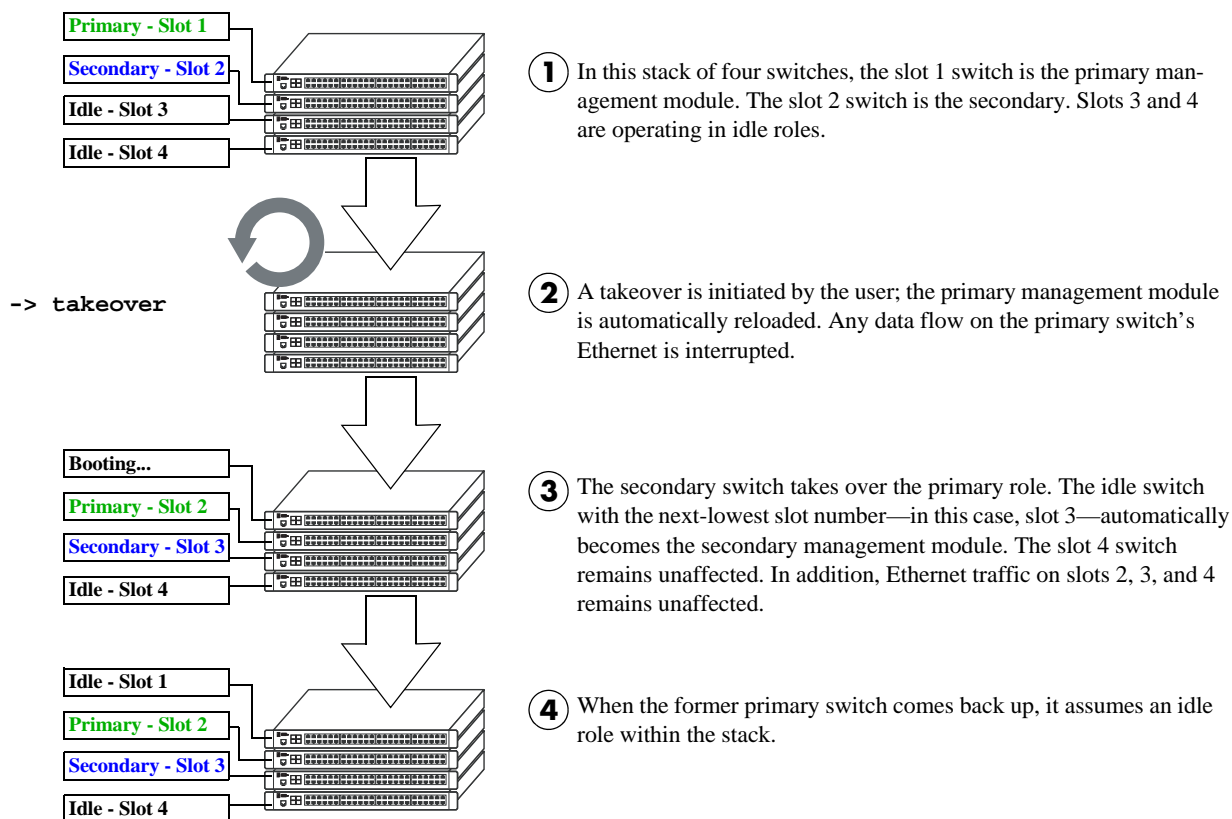 Primary - Slot 1
Secondary - Slot 2
Idle - Slot 3
Idle - Slot 4
1 In this stack of four switches, the slot 1 switch is the primary man-
agement module. The slot 2 switch is the secondary. Slots 3 and 4
are operating in idle roles.
-> takeover
2 A takeover is initiated by the user; the primary management module
is automatically reloaded. Any data flow on the primary switch’s
Ethernet is interrupted.
Booting...
Primary - Slot 2
Secondary - Slot 3
Idle - Slot 4
3 The secondary switch takes over the primary role. The idle switch
with the next-lowest slot number—in this case, slot 3—automatically
becomes the secondary management module. The slot 4 switch
remains unaffected. In addition, Ethernet traffic on slots 2, 3, and 4
remains unaffected.
Idle - Slot 1
Primary - Slot 2
Secondary - Slot 3
Idle - Slot 4
4 When the former primary switch comes back up, it assumes an idle
role within the stack.